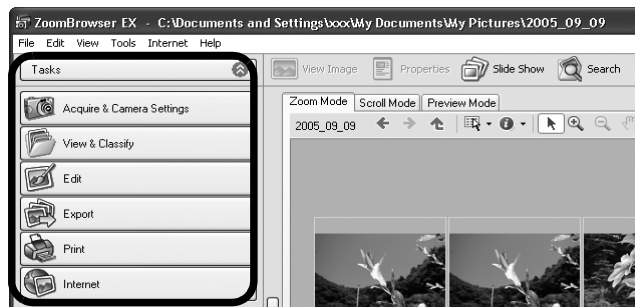 ZoomBrowser EX - C:\Documents and Settings\xxx\My Documents\My Pictures\2005_09_09
File Edit View Tools Internet Help
Tasks
View Image Properties Slide Show Search
Acquire & Camera Settings
Zoom Mode Scroll Mode Preview Mode
2005_09_09
View & Classify
Edit
Export
Print
Internet